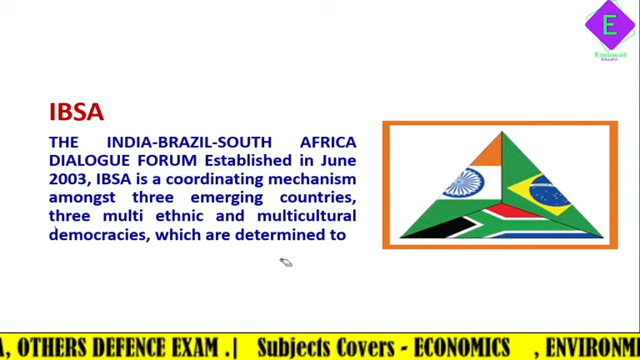 E
Eminent
Educator
IBSA
THE INDIA-BRAZIL-SOUTH AFRICA
DIALOGUE FORUM Established in June
2003, IBSA is a coordinating mechanism
amongst three emerging countries,
three multi ethnic and multicultural
democracies, which are determined to
A, OTHERS DEFENCE EXAM .| Subjects Covers - ECONOMICS , ENVIRONM